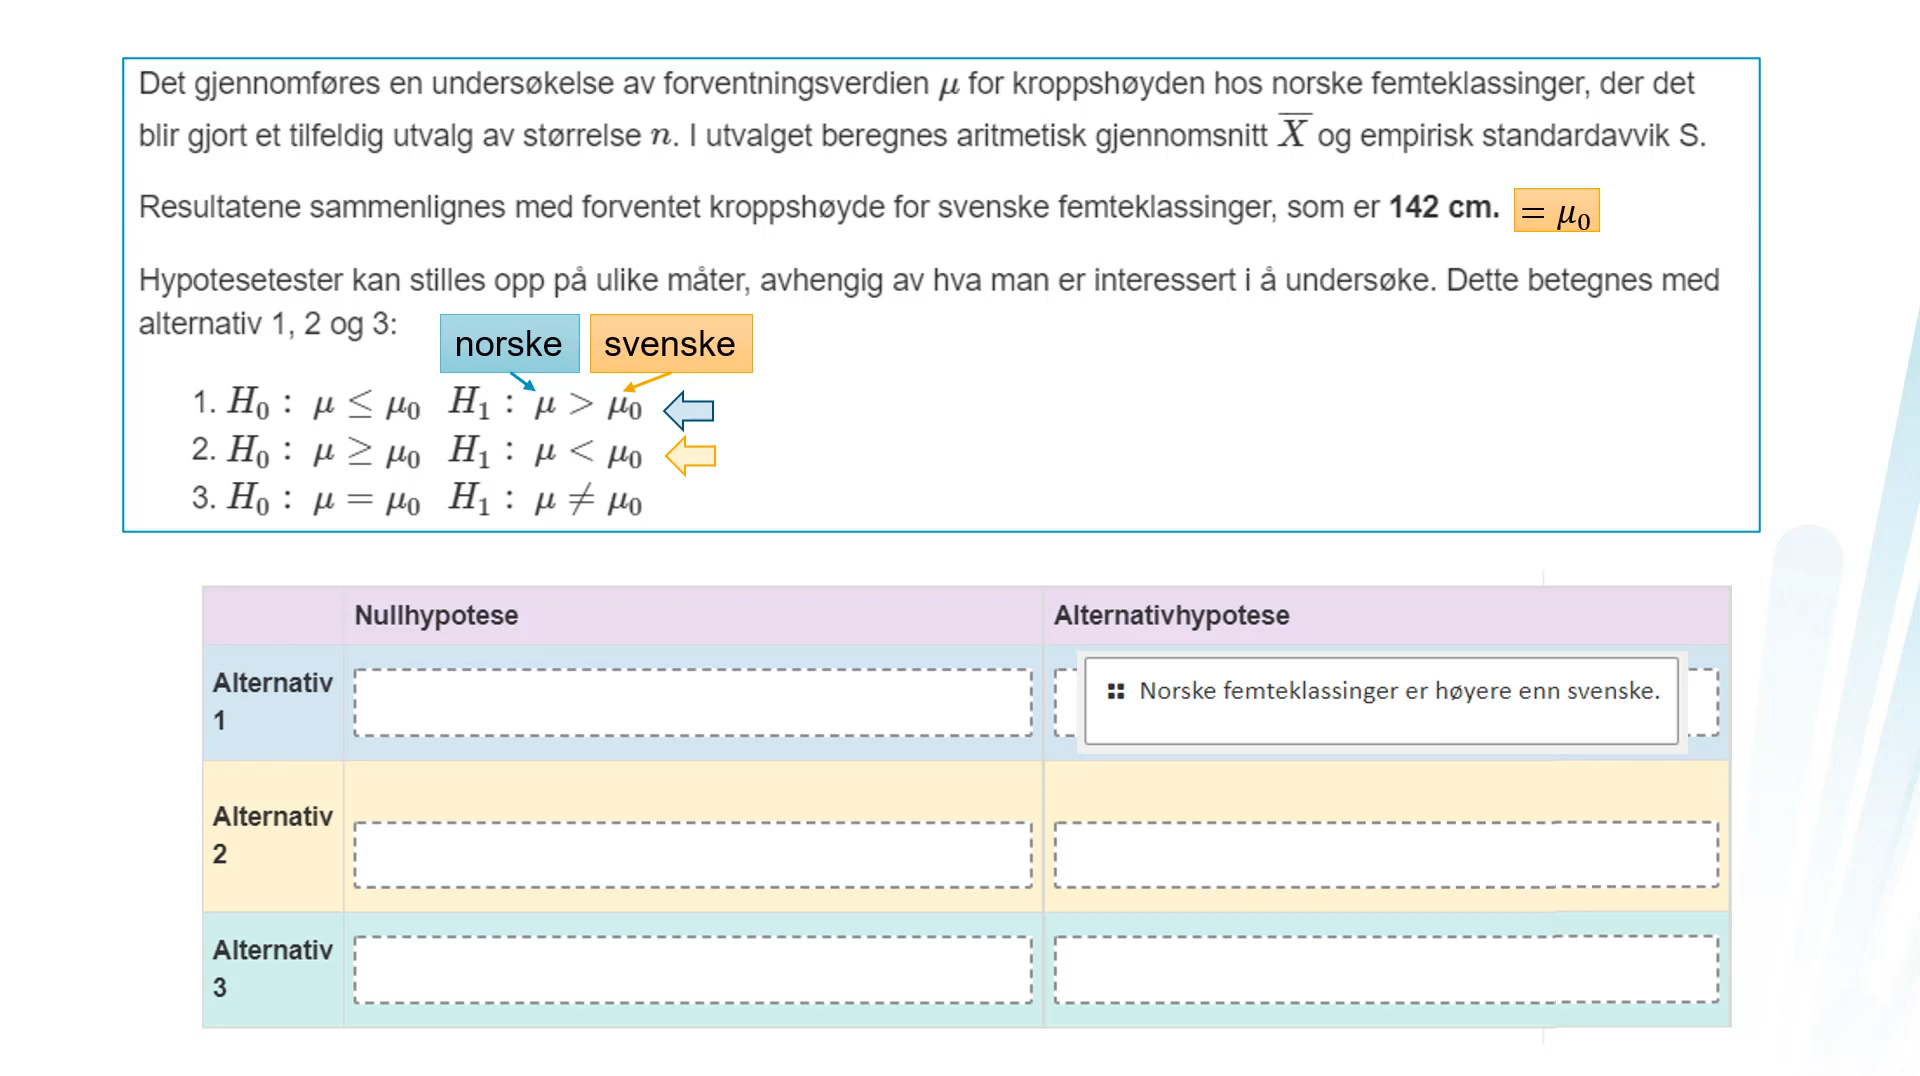 Det gjennomføres en undersøkelse av forventningsverdien μ for kroppshøyden hos norske femteklassinger, der det
blir gjort et tilfeldig utvalg av størrelse n. I utvalget beregnes aritmetisk gjennomsnitt X̅ og empirisk standardavvik S.
Resultatene sammenlignes med forventet kroppshøyde for svenske femteklassinger, som er 142 cm. = μ₀
Hypotesetester kan stilles opp på ulike måter, avhengig av hva man er interessert i å undersøke. Dette betegnes med
alternativ 1, 2 og 3:
norske svenske
1. H₀ : μ ≤ μ₀ H₁ : μ > μ₀
2. H₀ : μ ≥ μ₀ H₁ : μ < μ₀
3. H₀ : μ = μ₀ H₁ : μ ≠ μ₀
Nullhypotese Alternativhypotese
Alternativ
1
Norske femteklassinger er høyere enn svenske.
Alternativ
2
Alternativ
3